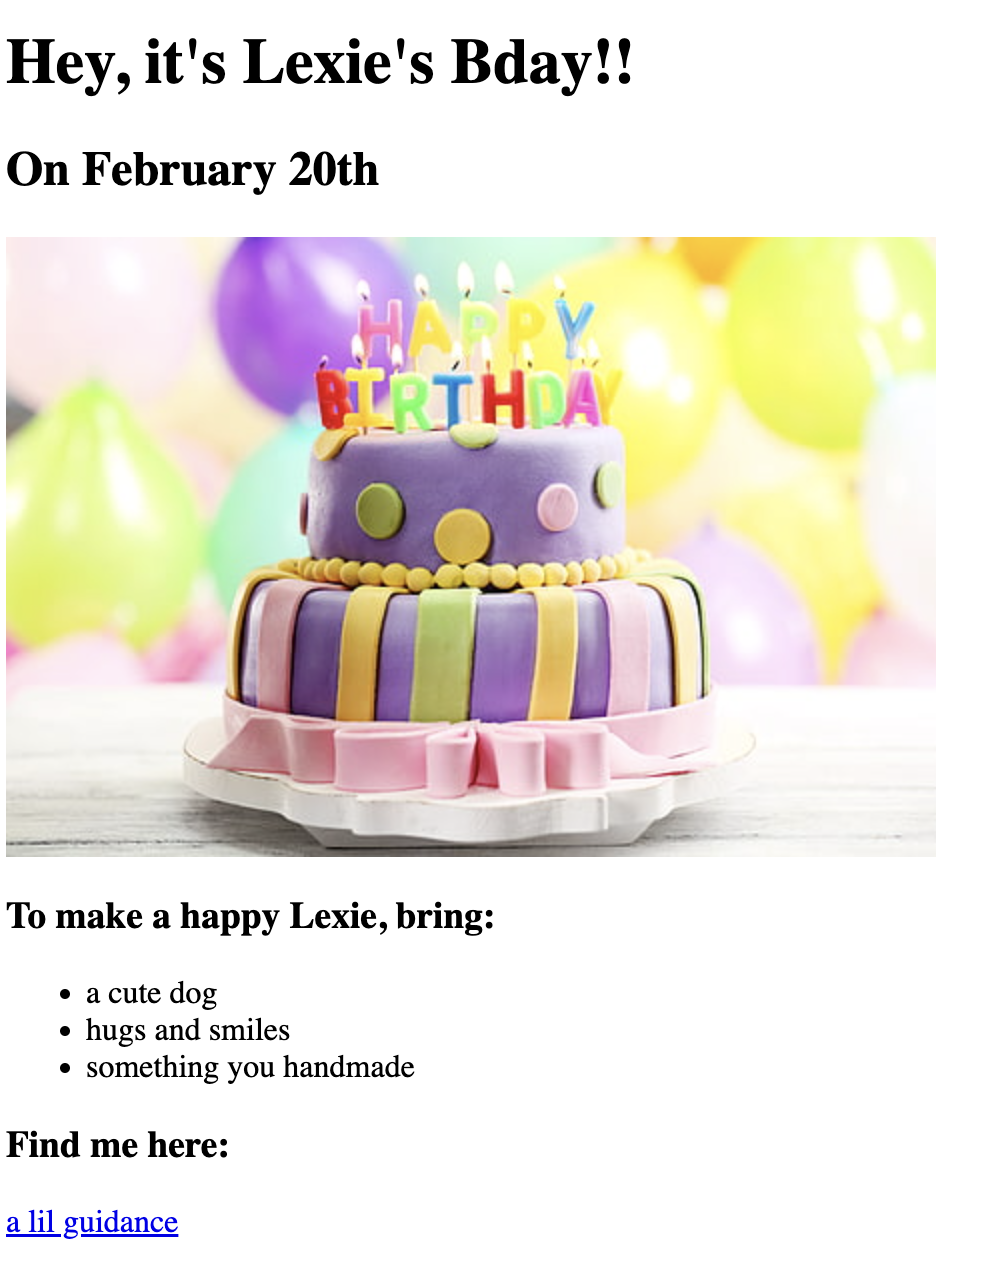 Hey, it's Lexie's Bday!!
On February 20th
HAPPY
BIRTHDAY
To make a happy Lexie, bring:
a cute dog
hugs and smiles
something you handmade
Find me here:
a lil guidance